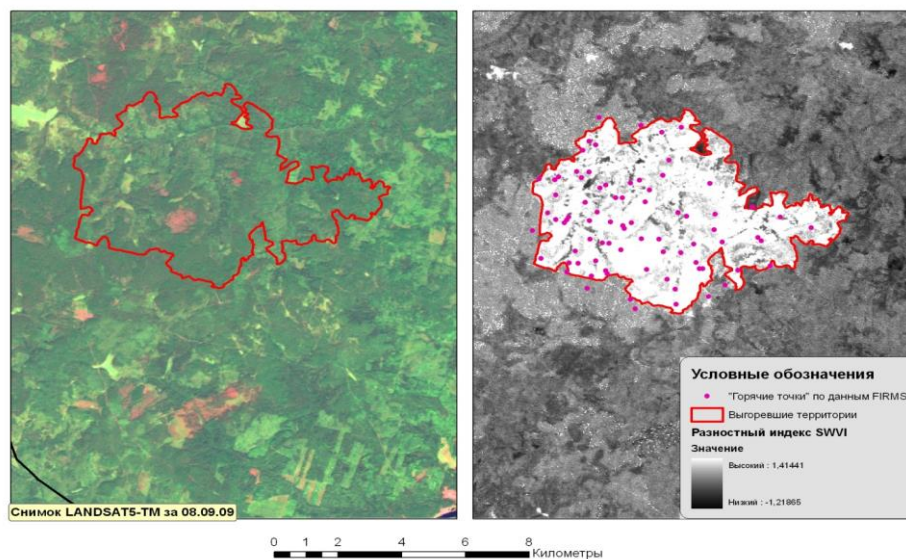 Условные обозначения
"Горячие точки" по данным FIRMS
Выгоревшие территории
Разностный индекс SWVI
Значение
Высокий : 1,41441
Низкий : -1,21865
Снимок LANDSAT5-TM за 08.09.09
0 1 2 4 6 8
Километры